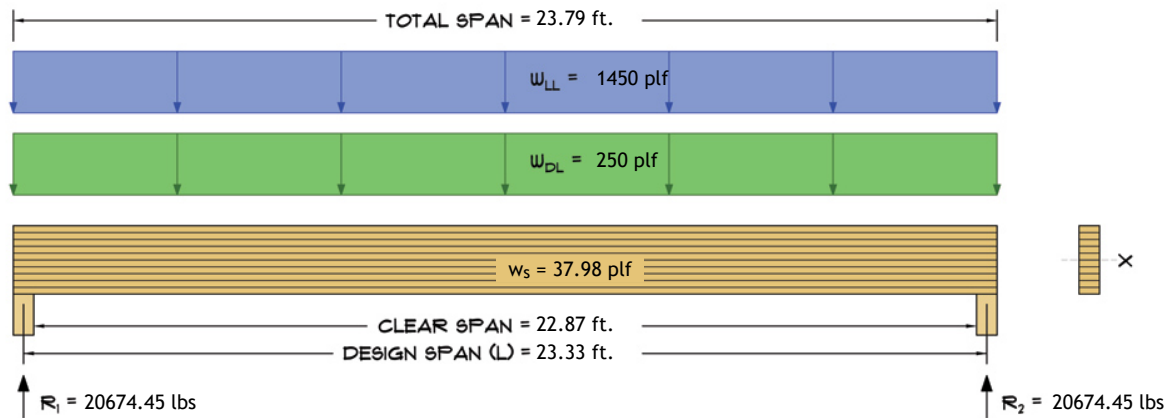 TOTAL SPAN = 23.79 ft.
wLL = 1450 plf
wDL = 250 plf
ws = 37.98 plf
X
CLEAR SPAN = 22.87 ft.
DESIGN SPAN (L) = 23.33 ft.
R1 = 20674.45 lbs
R2 = 20674.45 lbs